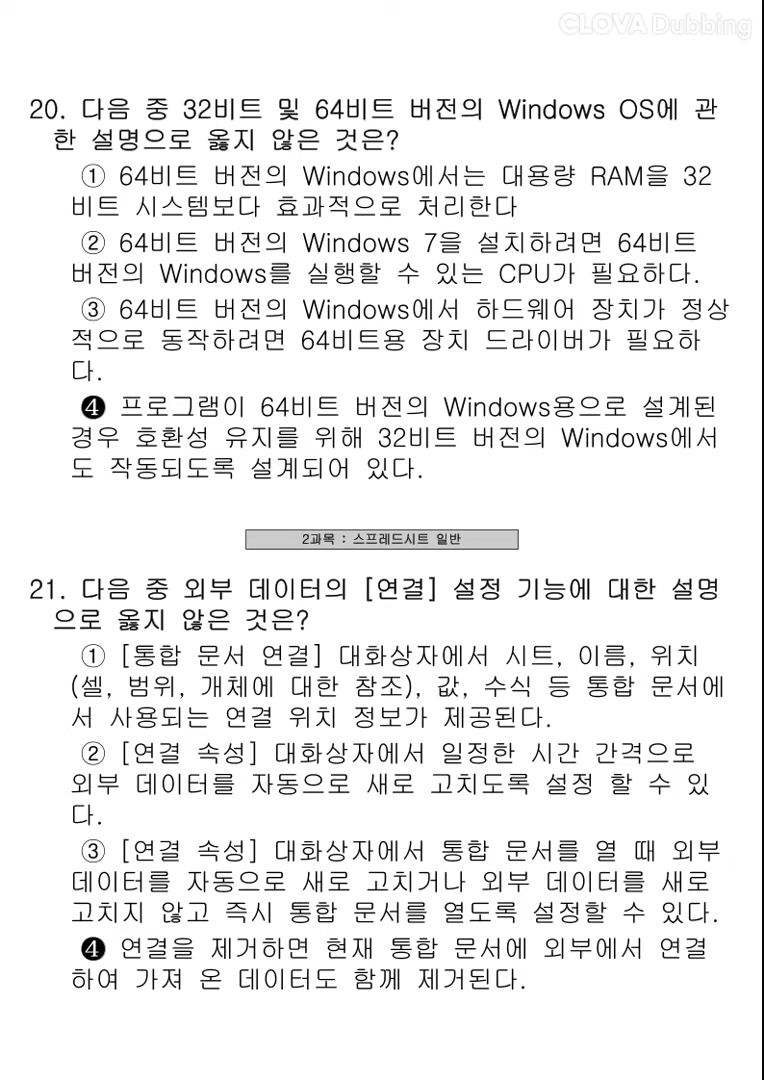 CLOVA Dubbing
20. 다음 중 32비트 및 64비트 버전의 Windows OS에 관
한 설명으로 옳지 않은 것은?
① 64비트 버전의 Windows에서는 대용량 RAM을 32
비트 시스템보다 효과적으로 처리한다
② 64비트 버전의 Windows 7을 설치하려면 64비트
버전의 Windows를 실행할 수 있는 CPU가 필요하다.
③ 64비트 버전의 Windows에서 하드웨어 장치가 정상
적으로 동작하려면 64비트용 장치 드라이버가 필요하
다.
❹ 프로그램이 64비트 버전의 Windows용으로 설계된
경우 호환성 유지를 위해 32비트 버전의 Windows에서
도 작동되도록 설계되어 있다.
2과목 : 스프레드시트 일반
21. 다음 중 외부 데이터의 [연결] 설정 기능에 대한 설명
으로 옳지 않은 것은?
① [통합 문서 연결] 대화상자에서 시트, 이름, 위치
(셀, 범위, 개체에 대한 참조), 값, 수식 등 통합 문서에
서 사용되는 연결 위치 정보가 제공된다.
② [연결 속성] 대화상자에서 일정한 시간 간격으로
외부 데이터를 자동으로 새로 고치도록 설정 할 수 있
다.
③ [연결 속성] 대화상자에서 통합 문서를 열 때 외부
데이터를 자동으로 새로 고치거나 외부 데이터를 새로
고치지 않고 즉시 통합 문서를 열도록 설정할 수 있다.
❹ 연결을 제거하면 현재 통합 문서에 외부에서 연결
하여 가져 온 데이터도 함께 제거된다.